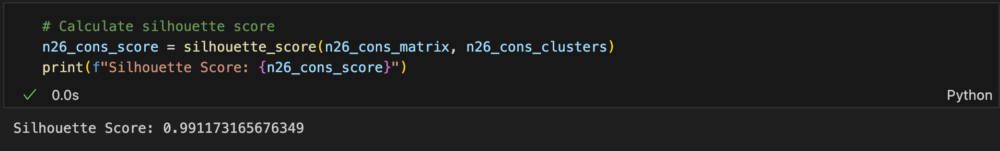 # Calculate silhouette score
n26_cons_score = silhouette_score(n26_cons_matrix, n26_cons_clusters)
print(f"Silhouette Score: {n26_cons_score}")
0.0s
Python
Silhouette Score: 0.991173165676349